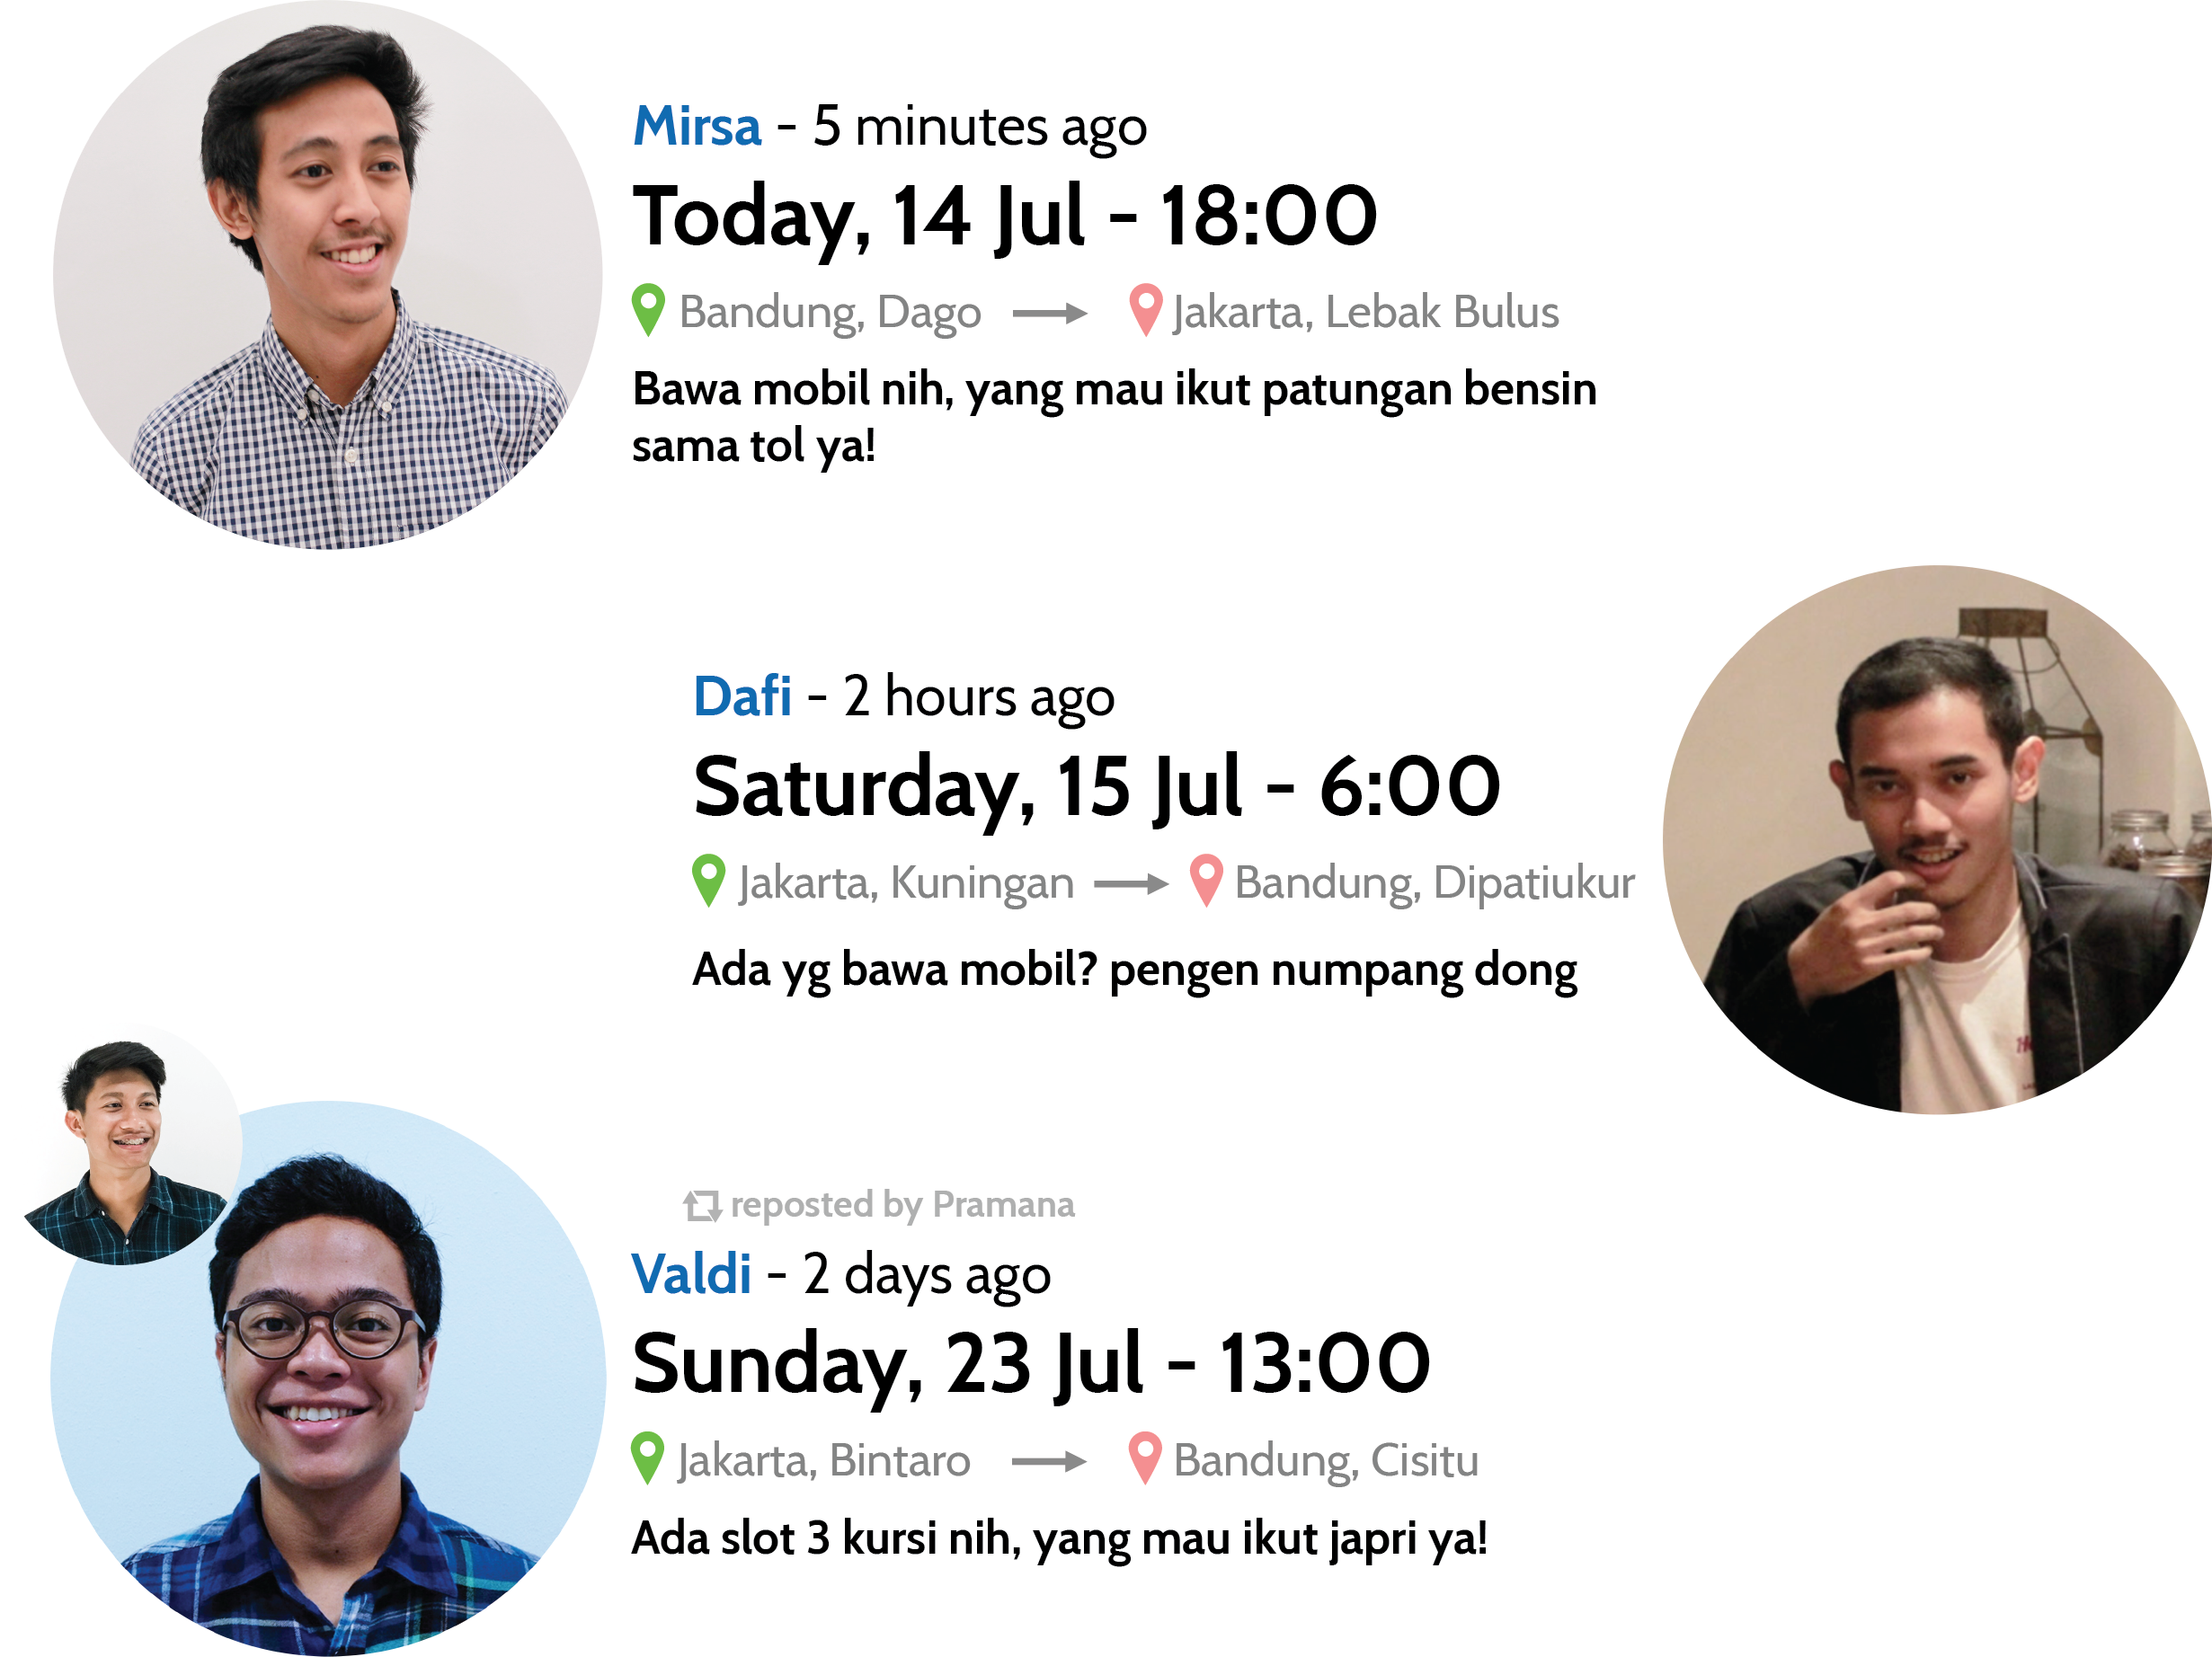 Mirsa - 5 minutes ago
Today, 14 Jul - 18:00
Bandung, Dago Jakarta, Lebak Bulus
Bawa mobil nih, yang mau ikut patungan bensin
sama tol ya!
Dafi - 2 hours ago
Saturday, 15 Jul - 6:00
Jakarta, Kuningan Bandung, Dipatiukur
Ada yg bawa mobil? pengen numpang dong
reposted by Pramana
Valdi - 2 days ago
Sunday, 23 Jul - 13:00
Jakarta, Bintaro Bandung, Cisitu
Ada slot 3 kursi nih, yang mau ikut japri ya!